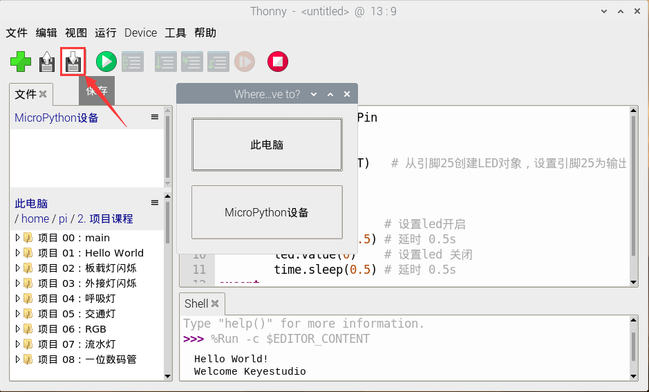 Thonny - <untitled> @ 13 : 9
文件 编辑 视图 运行 Device 工具 帮助
保存
文件
MicroPython设备
此电脑
/ home / pi / 2. 项目课程
项目 00：main
项目 01：Hello World
项目 02：板载灯闪烁
项目 03：外接灯闪烁
项目 04：呼吸灯
项目 05：交通灯
项目 06：RGB
项目 07：流水灯
项目 08：一位数码管
Where...ve to?
此电脑
MicroPython设备
Pin
T) # 从引脚25创建LED对象，设置引脚25为输出
# 设置led开启
.5) # 延时 0.5s
10 led.value(0) # 设置led 关闭
11 time.sleep(0.5) # 延时 0.5s
Shell
Type "help()" for more information.
>>> %Run -c $EDITOR_CONTENT
Hello World!
Welcome Keyestudio